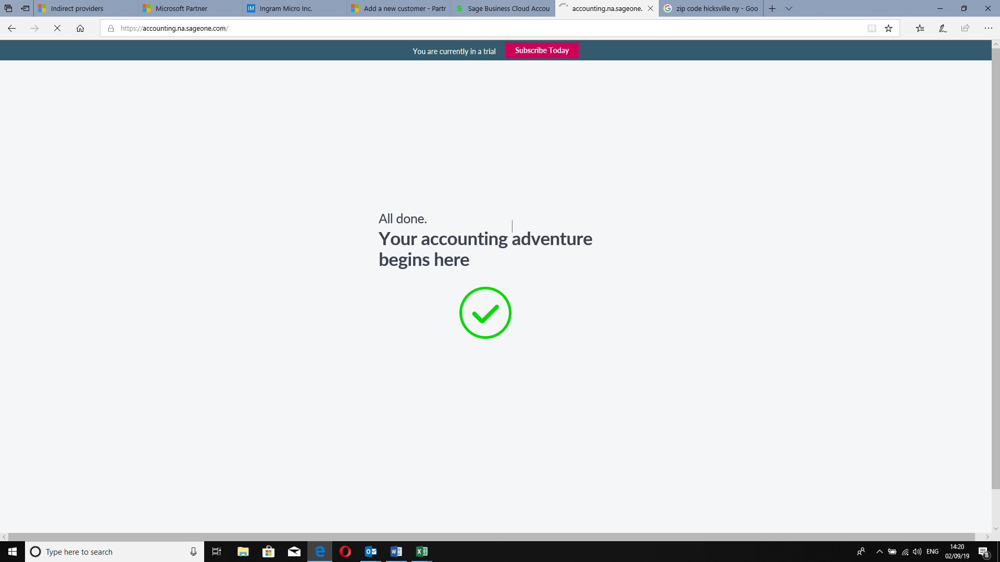 Indirect providers
Microsoft Partner
IM Ingram Micro Inc.
Add a new customer - Partr
S Sage Business Cloud Accou
accounting.na.sageone.
G zip code hicksville ny - Goo
https://accounting.na.sageone.com/
You are currently in a trial
Subscribe Today
All done.
Your accounting adventure
begins here
Type here to search
ENG
14:20
02/09/19
8